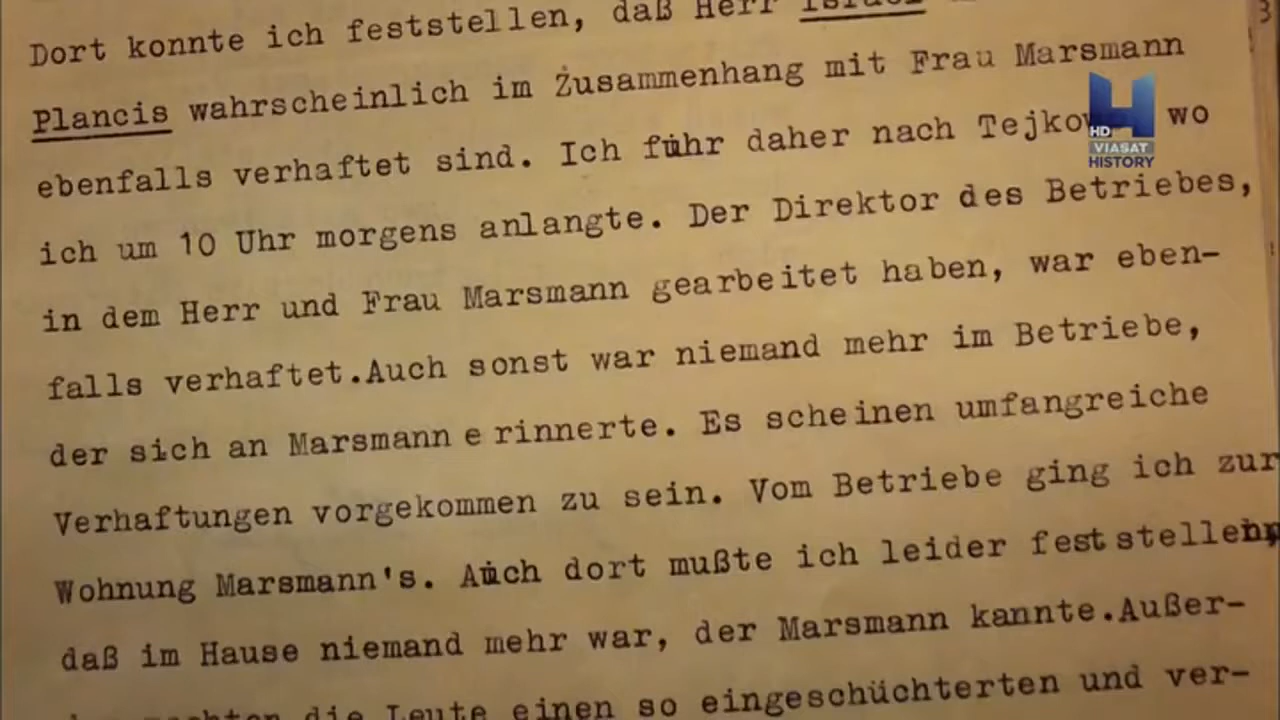 Dort konnte ich feststellen, daß Herr Israel
Plancis wahrscheinlich im Zusammenhang mit Frau Marsmann
ebenfalls verhaftet sind. Ich führ daher nach wo
ich um 10 Uhr morgens anlangte. Der Direktor des Betriebes,
in dem Herr und Frau Marsmann gearbeitet haben, war eben-
falls verhaftet.Auch sonst war niemand mehr im Betriebe,
der sich an Marsmann e rinnerte. Es scheinen umfangreiche
Verhaftungen vorgekommen zu sein. Vom Betriebe ging ich zur
Wohnung Marsmann's. Auch dort mußte ich leider feststellen,
daß im Hause niemand mehr war, der Marsmann kannte.Außer-
die Leute einen so eingeschüchterten und ver-
3
HD
VIASAT
HISTORY